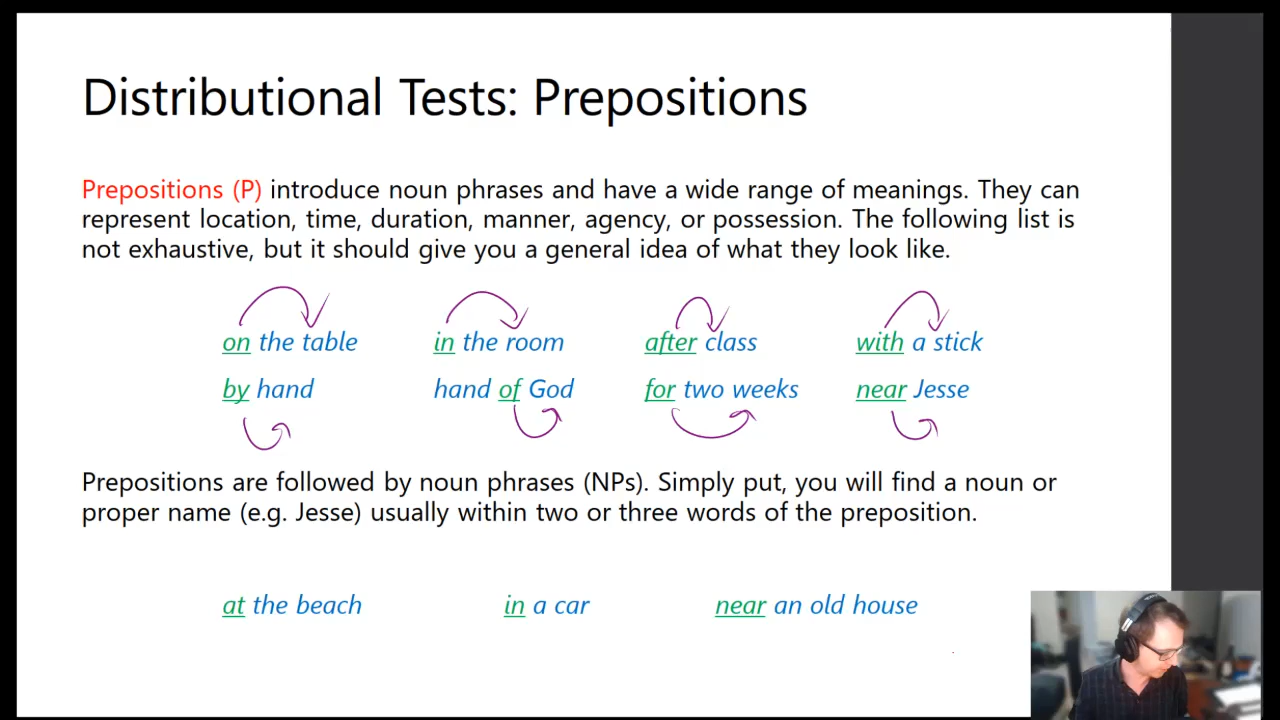 Distributional Tests: Prepositions
Prepositions (P) introduce noun phrases and have a wide range of meanings. They can
represent location, time, duration, manner, agency, or possession. The following list is
not exhaustive, but it should give you a general idea of what they look like.
on the table in the room after class with a stick
by hand hand of God for two weeks near Jesse
Prepositions are followed by noun phrases (NPs). Simply put, you will find a noun or
proper name (e.g. Jesse) usually within two or three words of the preposition.
at the beach in a car near an old house